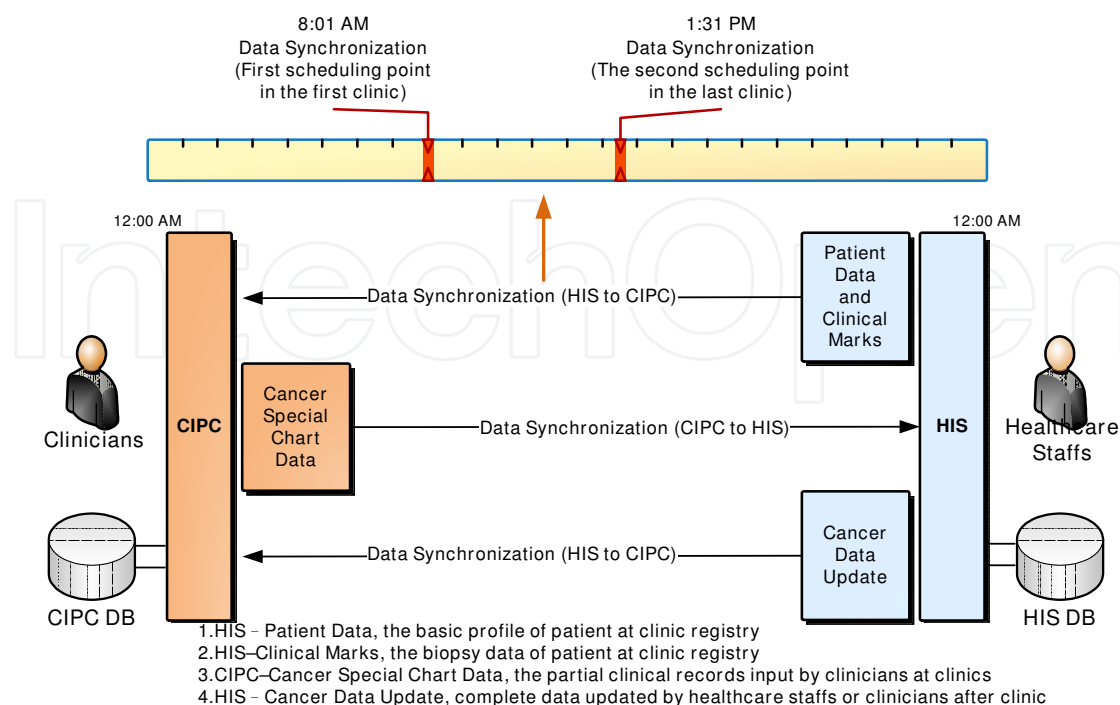 8:01 AM
Data Synchronization
(First scheduling point
in the first clinic)
1:31 PM
Data Synchronization
(The second scheduling point
in the last clinic)
12:00 AM
12:00 AM
IntechOpen
Patient
Data
and
Clinical
Marks
Data Synchronization (HIS to CIPC)
Clinicians
CIPC
Cancer
Special
Chart
Data
Data Synchronization (CIPC to HIS)
HIS
Healthcare
Staffs
Data Synchronization (HIS to CIPC)
Cancer
Data
Update
CIPC DB
HIS DB
1.HIS – Patient Data, the basic profile of patient at clinic registry
2.HIS–Clinical Marks, the biopsy data of patient at clinic registry
3.CIPC–Cancer Special Chart Data, the partial clinical records input by clinicians at clinics
4.HIS – Cancer Data Update, complete data updated by healthcare staffs or clinicians after clinic